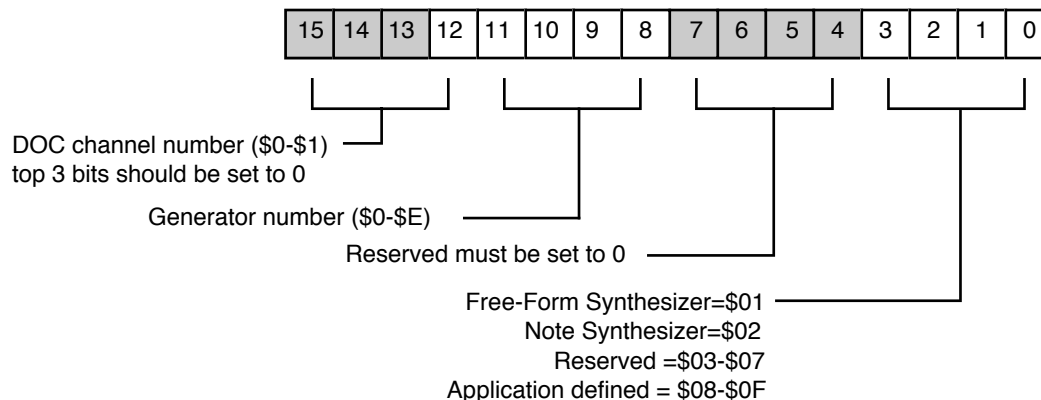 15 14 13 12 11 10 9 8 7 6 5 4 3 2 1 0
DOC channel number ($0-$1)
top 3 bits should be set to 0
Generator number ($0-$E)
Reserved must be set to 0
Free-Form Synthesizer=$01
Note Synthesizer=$02
Reserved =$03-$07
Application defined = $08-$0F